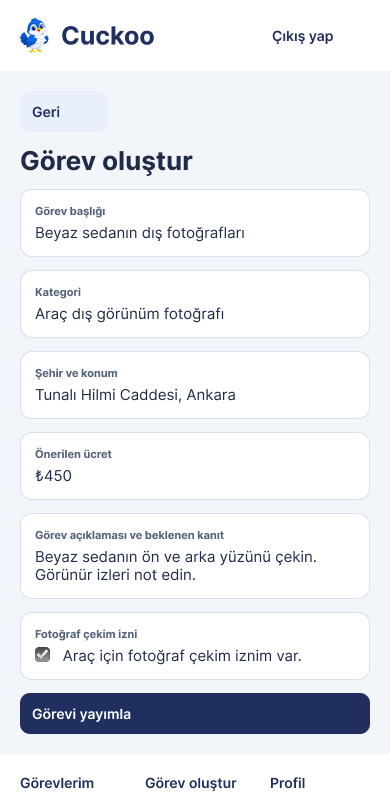 Cuckoo
Çıkış yap
Geri
Görev oluştur
Görev başlığı
Beyaz sedanın dış fotoğrafları
Kategori
Araç dış görünüm fotoğrafı
Şehir ve konum
Tunalı Hilmi Caddesi, Ankara
Önerilen ücret
₺450
Görev açıklaması ve beklenen kanıt
Beyaz sedanın ön ve arka yüzünü çekin.
Görünür izleri not edin.
Fotoğraf çekim izni
Araç için fotoğraf çekim iznim var.
Görevi yayımla
Görevlerim
Görev oluştur
Profil